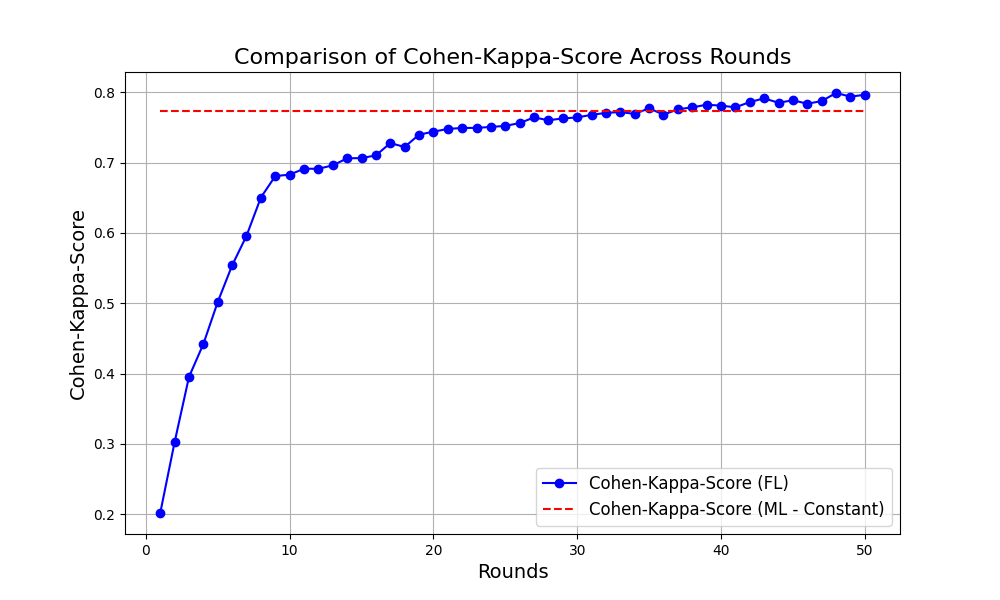 Comparison of Cohen-Kappa-Score Across Rounds
Cohen-Kappa-Score
0.8
0.7
0.6
0.5
0.4
0.3
0.2
0 10 20 30 40 50
Rounds
Cohen-Kappa-Score (FL)
Cohen-Kappa-Score (ML - Constant)